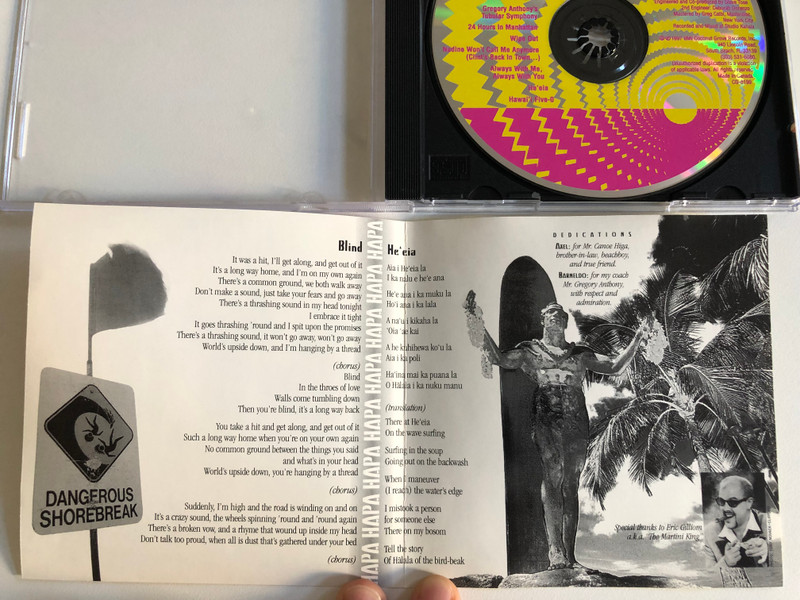 Gregory Anthony's
Tubular Symphony
24 Hours In Manhattan
Wipe Out
Nadine Won't Call Me Anymore
(Cristo's Back In Town...)
Always With Me,
Always With You
He'eia
Hawaii Five-O
New York City
Blind
It was a hit, I'll get along, and get out of it
It's a long way home, and I'm on my own again
There's a common ground, we both walk away
Don't make a sound, just take your fears and go away
There's a thrashing sound in my head tonight
I embrace it tight
It goes thrashing 'round and I spit upon the promises
There's a thrashing sound, it won't go away, won't go away
World's upside down, and I'm hanging by a thread
(chorus)
Blind
In the throes of love
Walls come tumbling down
Then you're blind, it's a long way back
You take a hit and get along, and get out of it
Such a long way home when you're on your own again
No common ground between the things you said
and what's in your head
World's upside down, you're hanging by a thread
(chorus)
Suddenly, I'm high and the road is winding on and on
It's a crazy sound, the wheels spinning 'round and 'round again
There's a broken vow, and a rhyme that wound up inside my head
Don't talk too proud, when all is dust that's gathered under your bed
(chorus)
DANGEROUS
SHOREBREAK
HAPA HAPA HAPA HAPA HAPA HAPA HAPA HAPA
He'eia
Aia i He'eia la
I ka nalu e he'e ana
He'e ana i ka muku la
Ho'i ana i ka lala
A na'u i kikaha la
'Oia 'ae kai
A he kuhihewa ko'u la
Aia i ka poli
Ha'ina mai ka puana la
O Hālala i ka nuku manu
(translation)
There at He'eia
On the wave surfing
Surfing in the soup
Going out on the backwash
When I maneuver
(I reach) the water's edge
I mistook a person
for someone else
There on my bosom
Tell the story
Of Hālala of the bird-beak
DEDICATIONS
for Mr. Canoe Higa,
brother-in-law, beachboy,
and true friend.
BARNELDO: for my coach
Mr. Gregory Anthony,
with respect and
admiration.
Special thanks to Eric Gilliom
a.k.a. "The Martini King"